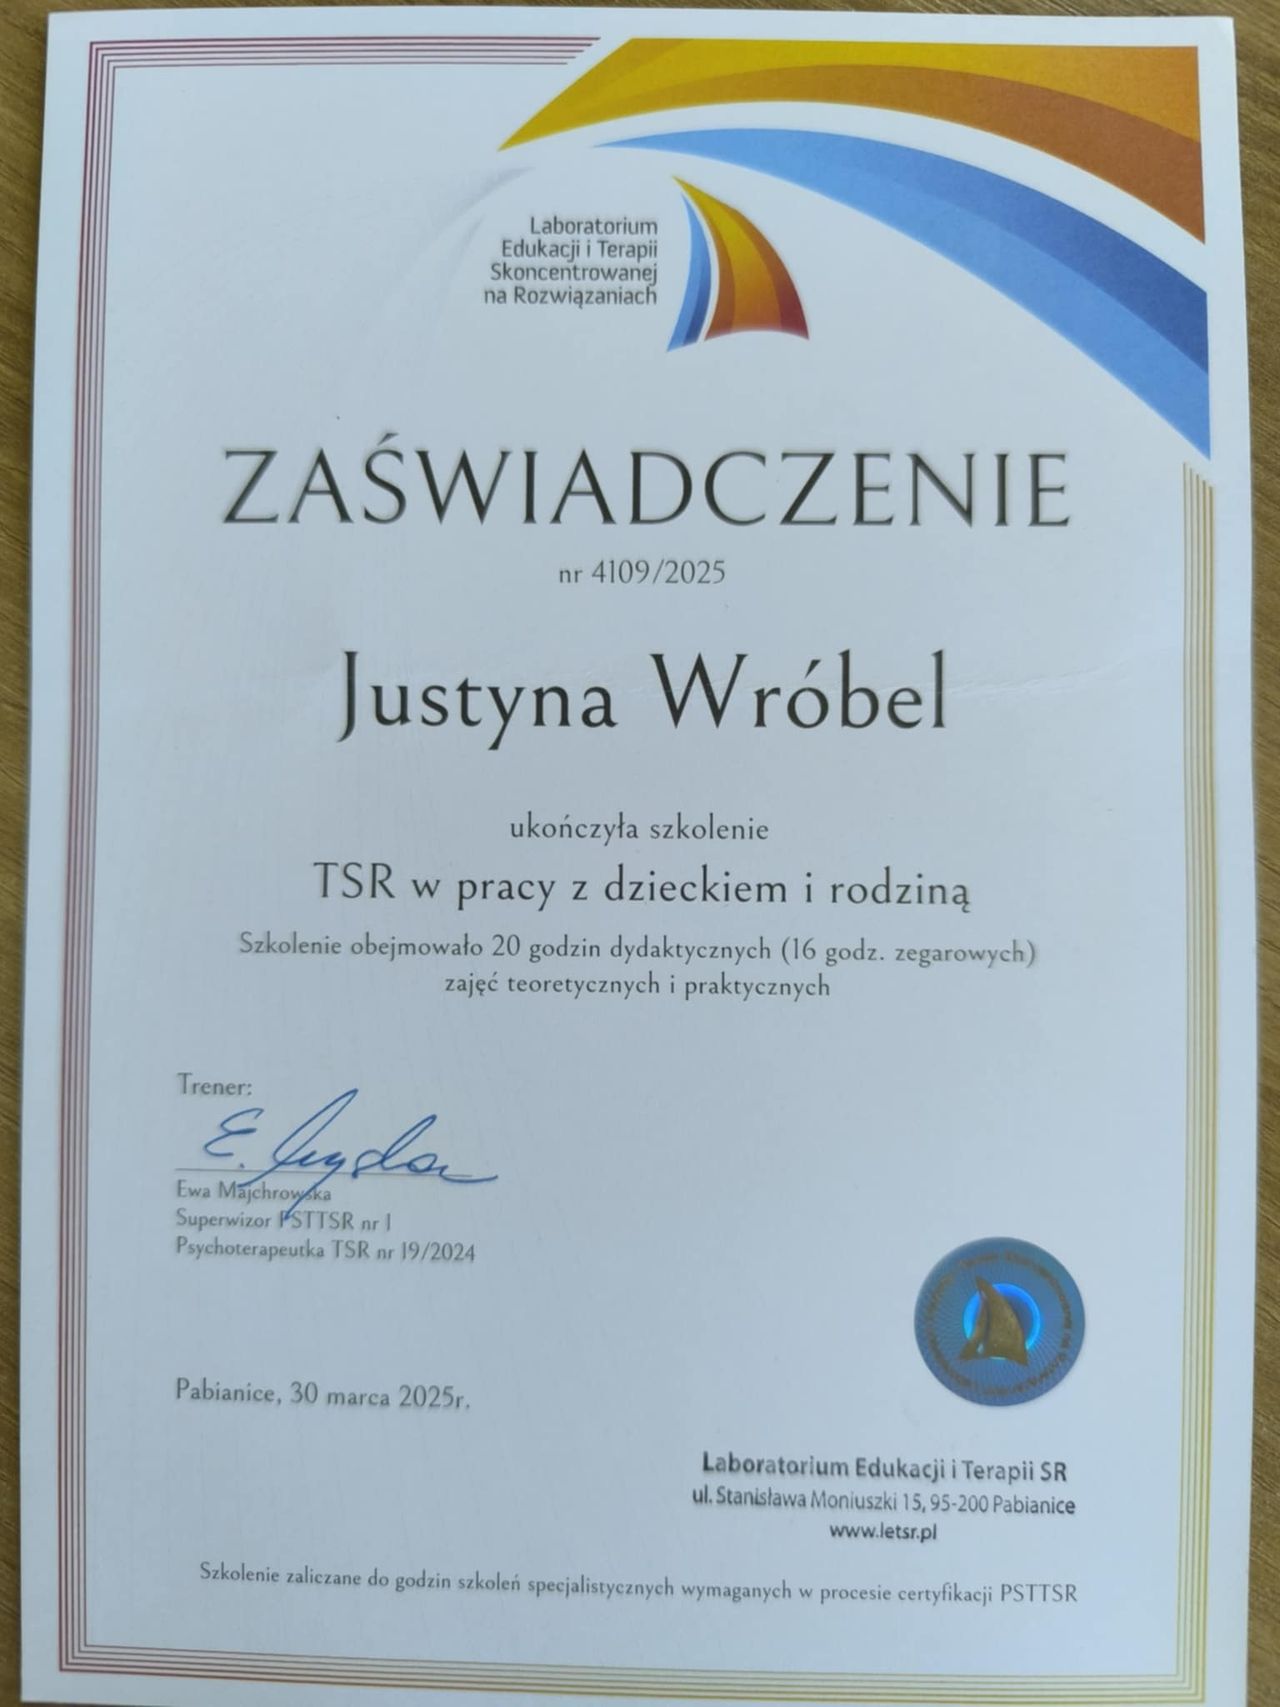 Laboratorium
Edukacji i Terapii
Skoncentrowanej
na Rozwiązaniach
ZAŚWIADCZENIE
nr 4109/2025
Justyna Wróbel
ukończyła szkolenie
TSR w pracy z dzieckiem i rodziną
Szkolenie obejmowało 20 godzin dydaktycznych (16 godz. zegarowych)
zajęć teoretycznych i praktycznych
Trener:
Ewa Majchrowska
Superwizor PSTTSR nr 1
Psychoterapeutka TSR nr 19/2024
Pabianice, 30 marca 2025r.
Laboratorium Edukacji i Terapii SR
ul. Stanisława Moniuszki 15, 95-200 Pabianice
www.letsr.pl
Szkolenie zaliczane do godzin szkoleń specjalistycznych wymaganych w procesie certyfikacji PSTTSR